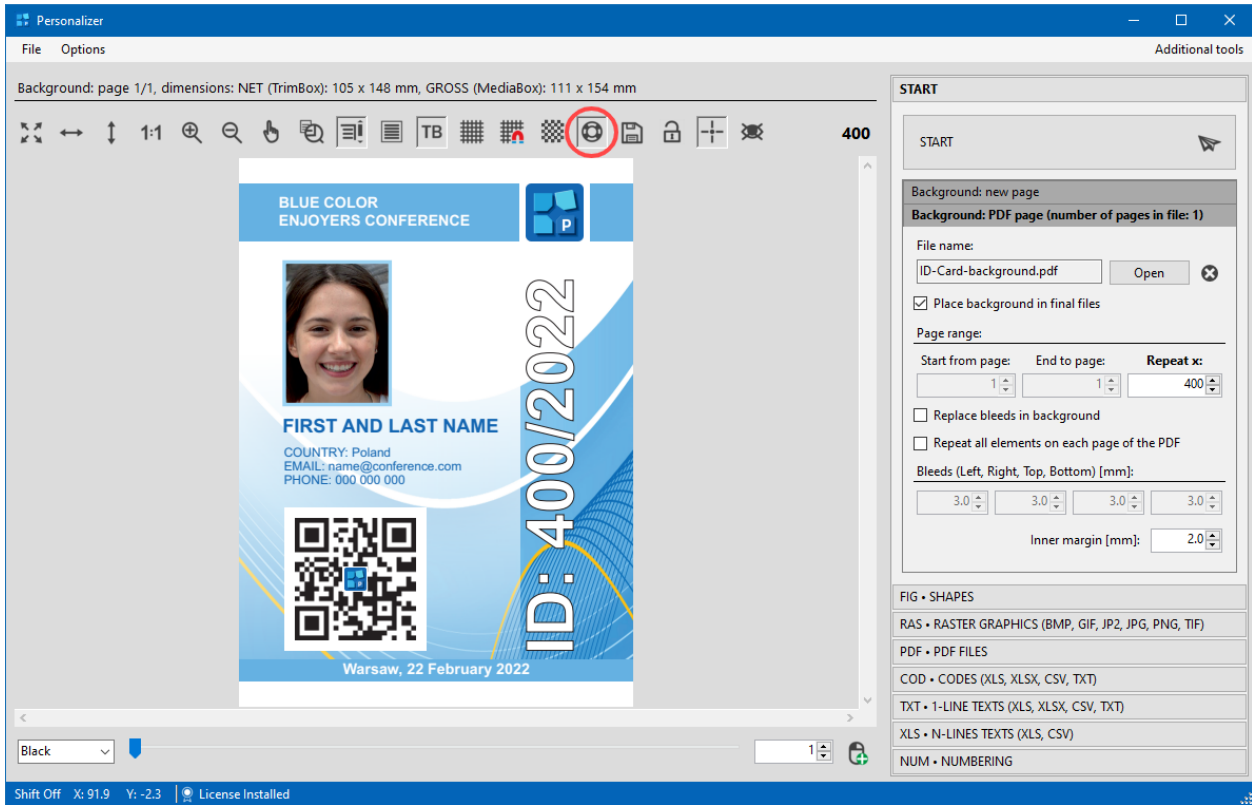 Personalizer
File Options Additional tools
Background: page 1/1, dimensions: NET (TrimBox): 105 x 148 mm, GROSS (MediaBox): 111 x 154 mm
1:1
TB
400
BLUE COLOR
ENJOYERS CONFERENCE
P
FIRST AND LAST NAME
COUNTRY: Poland
EMAIL: name@conference.com
PHONE: 000 000 000
P
ID: 400/2022
Warsaw, 22 February 2022
Black
1
Shift Off X: 91.9 Y: -2.3 License Installed
START
START
Background: new page
Background: PDF page (number of pages in file: 1)
File name:
ID-Card-background.pdf Open
Place background in final files
Page range:
Start from page: End to page: Repeat x:
1 1 400
Replace bleeds in background
Repeat all elements on each page of the PDF
Bleeds (Left, Right, Top, Bottom) [mm]:
3.0 3.0 3.0 3.0
Inner margin [mm]: 2.0
FIG • SHAPES
RAS • RASTER GRAPHICS (BMP, GIF, JP2, JPG, PNG, TIF)
PDF • PDF FILES
COD • CODES (XLS, XLSX, CSV, TXT)
TXT • 1-LINE TEXTS (XLS, XLSX, CSV, TXT)
XLS • N-LINES TEXTS (XLS, CSV)
NUM • NUMBERING